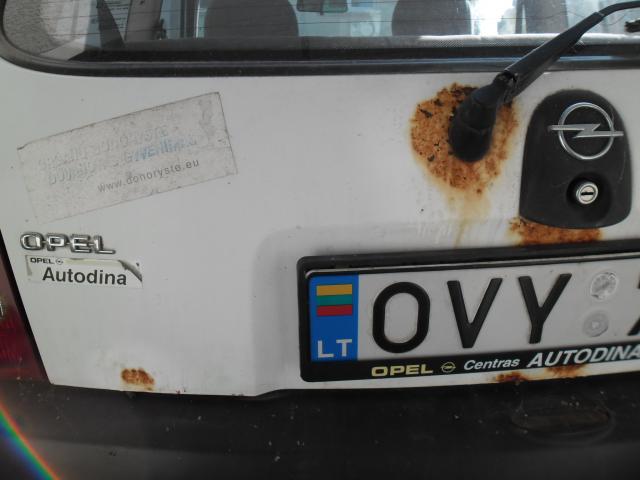 www.donoryste.eu
OPEL
OPEL
Autodina
OVY
LT
OPEL Centras AUTODINA